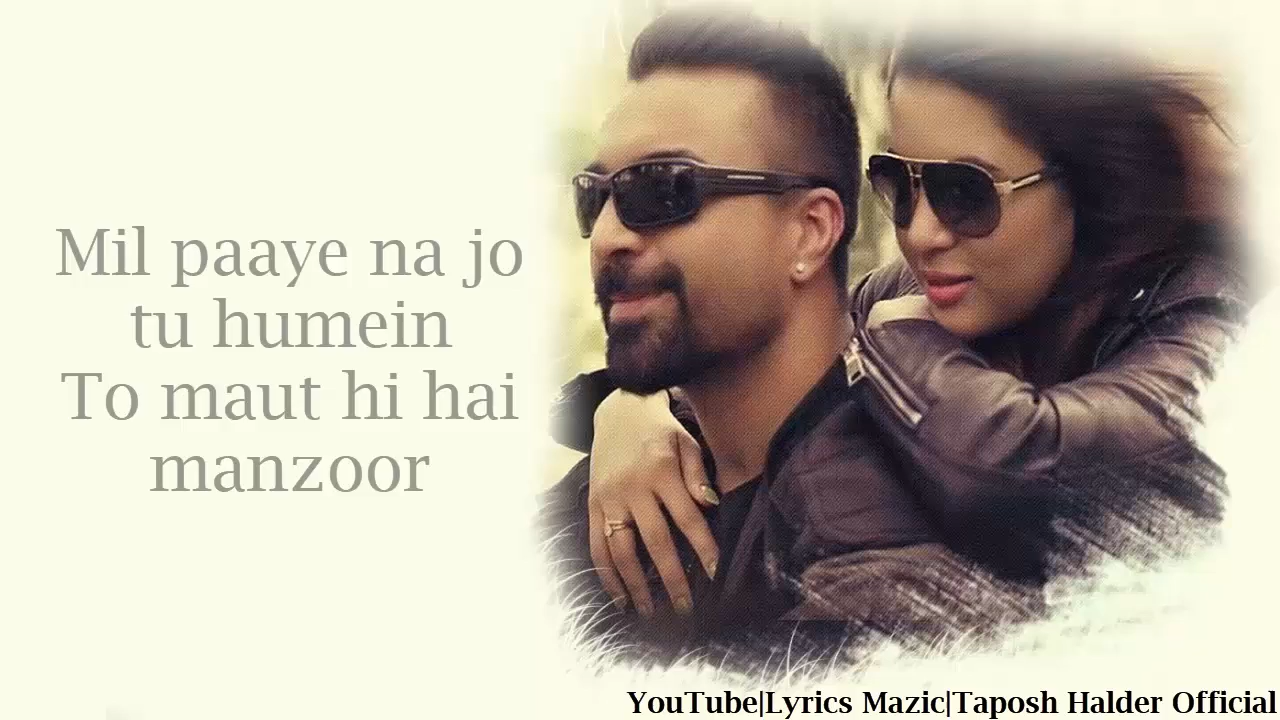 Mil paaye na jo
tu humein
To maut hi hai
manzoor
YouTube|Lyrics Mazic|Taposh Halder Official